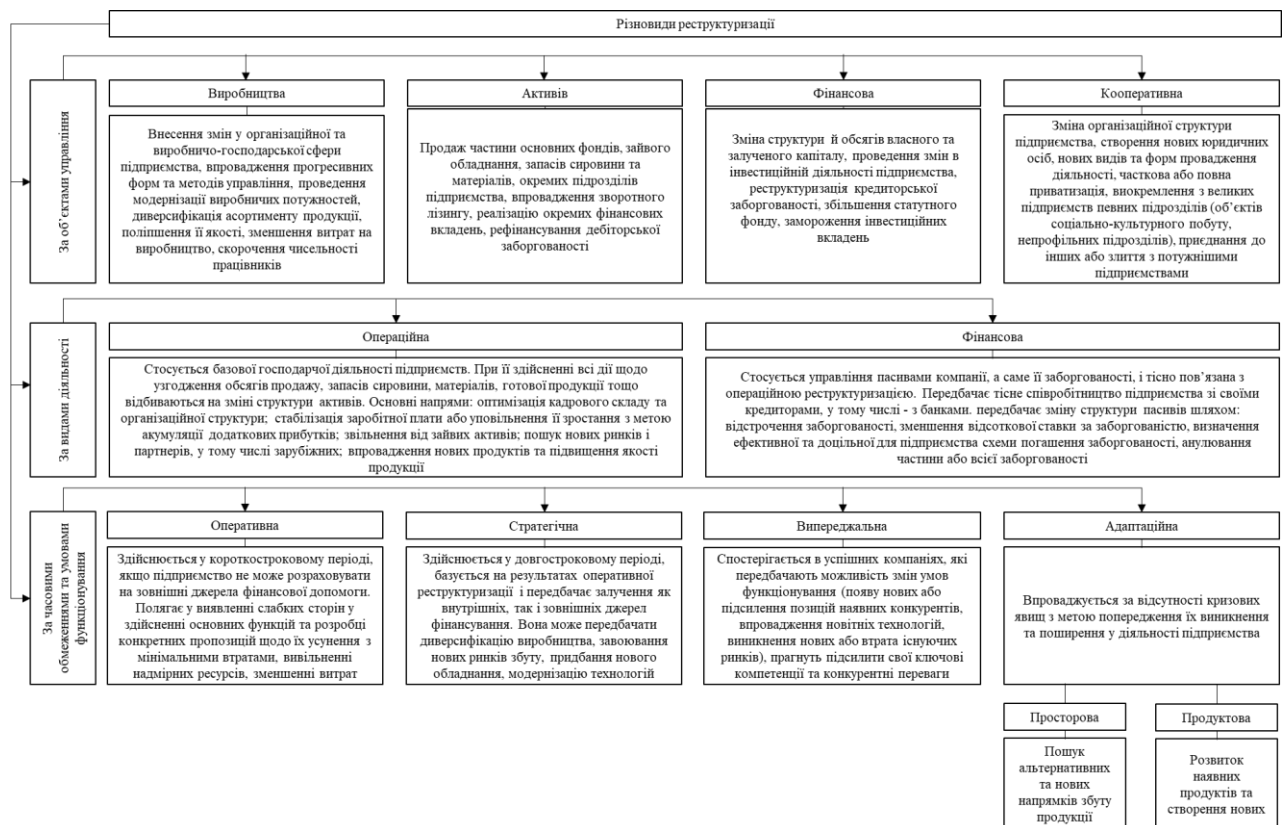 Різновиди реструктуризації
За об’єктами управління
Виробництва
Внесення змін у організаційної та
виробничо-господарської сфери
підприємства, впровадження прогресивних
форм та методів управління, проведення
модернізації виробничих потужностей,
диверсифікація асортименту продукції,
поліпшення її якості, зменшення витрат на
виробництво, скорочення чисельності
працівників
Активів
Продаж частини основних фондів, зайвого
обладнання, запасів сировини та
матеріалів, окремих підрозділів
підприємства, впровадження зворотного
лізингу, реалізацію окремих фінансових
вкладень, рефінансування дебіторської
заборгованості
Фінансова
Зміна структури й обсягів власного та
залученого капіталу, проведення змін в
інвестиційній діяльності підприємства,
реструктуризація кредиторської
заборгованості, збільшення статутного
фонду, замороження інвестиційних
вкладень
Кооперативна
Зміна організаційної структури
підприємства, створення нових юридичних
осіб, нових видів та форм провадження
діяльності, часткова або повна
приватизація, виокремлення з великих
підприємств певних підрозділів (об’єктів
соціально-культурного побуту,
непрофільних підрозділів), приєднання до
інших або злиття з потужнішими
підприємствами
За видами діяльності
Операційна
Стосується базової господарчої діяльності підприємств. При її здійсненні всі дії щодо
узгодження обсягів продажу, запасів сировини, матеріалів, готової продукції тощо
відбиваються на зміні структури активів. Основні напрями: оптимізація кадрового складу та
організаційної структури; стабілізація заробітної плати або уповільнення її зростання з метою
акумуляції додаткових прибутків; звільнення від зайвих активів; пошук нових ринків і
партнерів, у тому числі зарубіжних; впровадження нових продуктів та підвищення якості
продукції
Фінансова
Стосується управління пасивами компанії, а саме її заборгованості, і тісно пов’язана з
операційною реструктуризацією. Передбачає тісне співробітництво підприємства зі своїми
кредиторами, у тому числі - з банками. передбачає зміну структури пасивів шляхом:
відстрочення заборгованості, зменшення відсоткової ставки за заборгованістю, визначення
ефективної та доцільної для підприємства схеми погашення заборгованості, анулювання
частини або всієї заборгованості
За часовими
обмеженнями та умовами
функціонування
Оперативна
Здійснюється у короткостроковому періоді,
якщо підприємство не може розраховувати
на зовнішні джерела фінансової допомоги.
Полягає у виявленні слабких сторін у
здійсненні основних функцій та розробці
конкретних пропозицій щодо їх усунення з
мінімальними втратами, вивільненні
надмірних ресурсів, зменшенні витрат
Стратегічна
Здійснюється у довгостроковому періоді,
базується на результатах оперативної
реструктуризації і передбачає залучення як
внутрішніх, так і зовнішніх джерел
фінансування. Вона може передбачати
диверсифікацію виробництва, завоювання
нових ринків збуту, придбання нового
обладнання, модернізацію технологій
Випереджальна
Спостерігається в успішних компаніях, які
передбачають можливість змін умов
функціонування (появу нових або
підсилення позицій наявних конкурентів,
впровадження новітніх технологій,
виникнення нових або втрата існуючих
ринків), прагнуть підсилити свої ключові
компетенції та конкурентні переваги
Адаптаційна
Впроваджується за відсутності кризових
явищ з метою попередження їх виникнення
та поширення у діяльності підприємства
Просторова
Пошук
альтернативних
та нових
напрямків збуту
продукції
Продуктова
Розвиток
наявних
продуктів та
створення нових